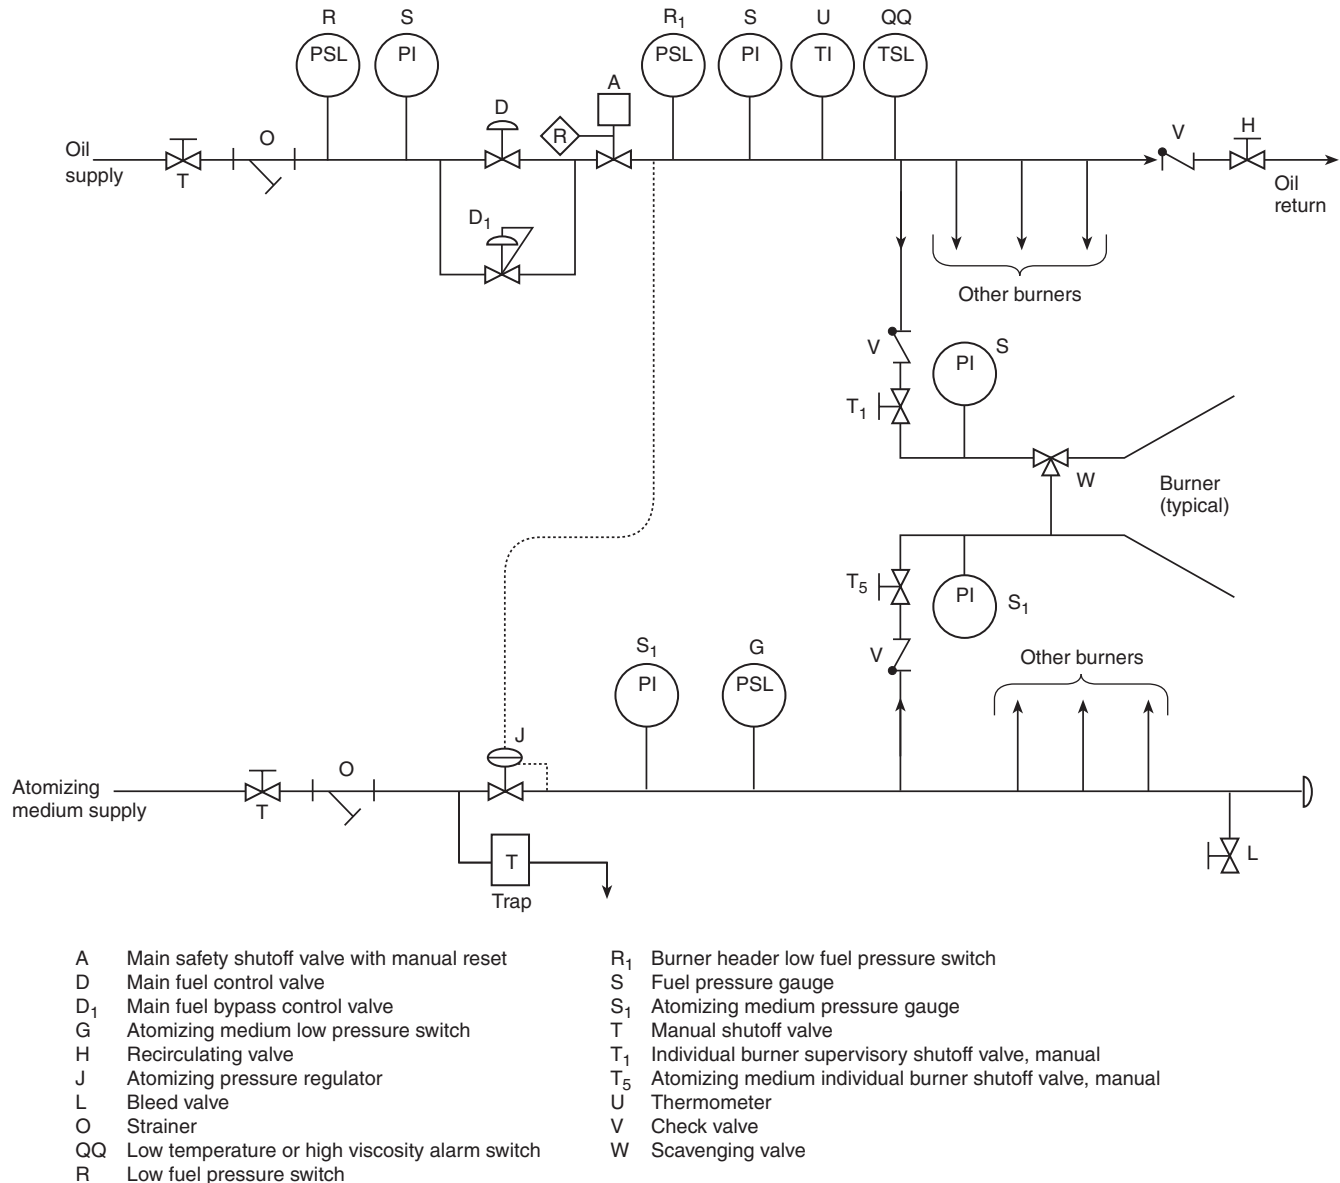 R S R1 S U QQ
PSL PI PSL PI TI TSL
A
D
R
V H
O
Oil
supply
T
Oil
return
D1
Other burners
V
PI S
T1
W
Burner
(typical)
T5
PI S1
S1 G
V
Other burners
PI PSL
J
O
Atomizing
medium supply
T
T
L
Trap
A Main safety shutoff valve with manual reset
D Main fuel control valve
D1 Main fuel bypass control valve
G Atomizing medium low pressure switch
H Recirculating valve
J Atomizing pressure regulator
L Bleed valve
O Strainer
QQ Low temperature or high viscosity alarm switch
R Low fuel pressure switch
R1 Burner header low fuel pressure switch
S Fuel pressure gauge
S1 Atomizing medium pressure gauge
T Manual shutoff valve
T1 Individual burner supervisory shutoff valve, manual
T5 Atomizing medium individual burner shutoff valve, manual
U Thermometer
V Check valve
W Scavenging valve